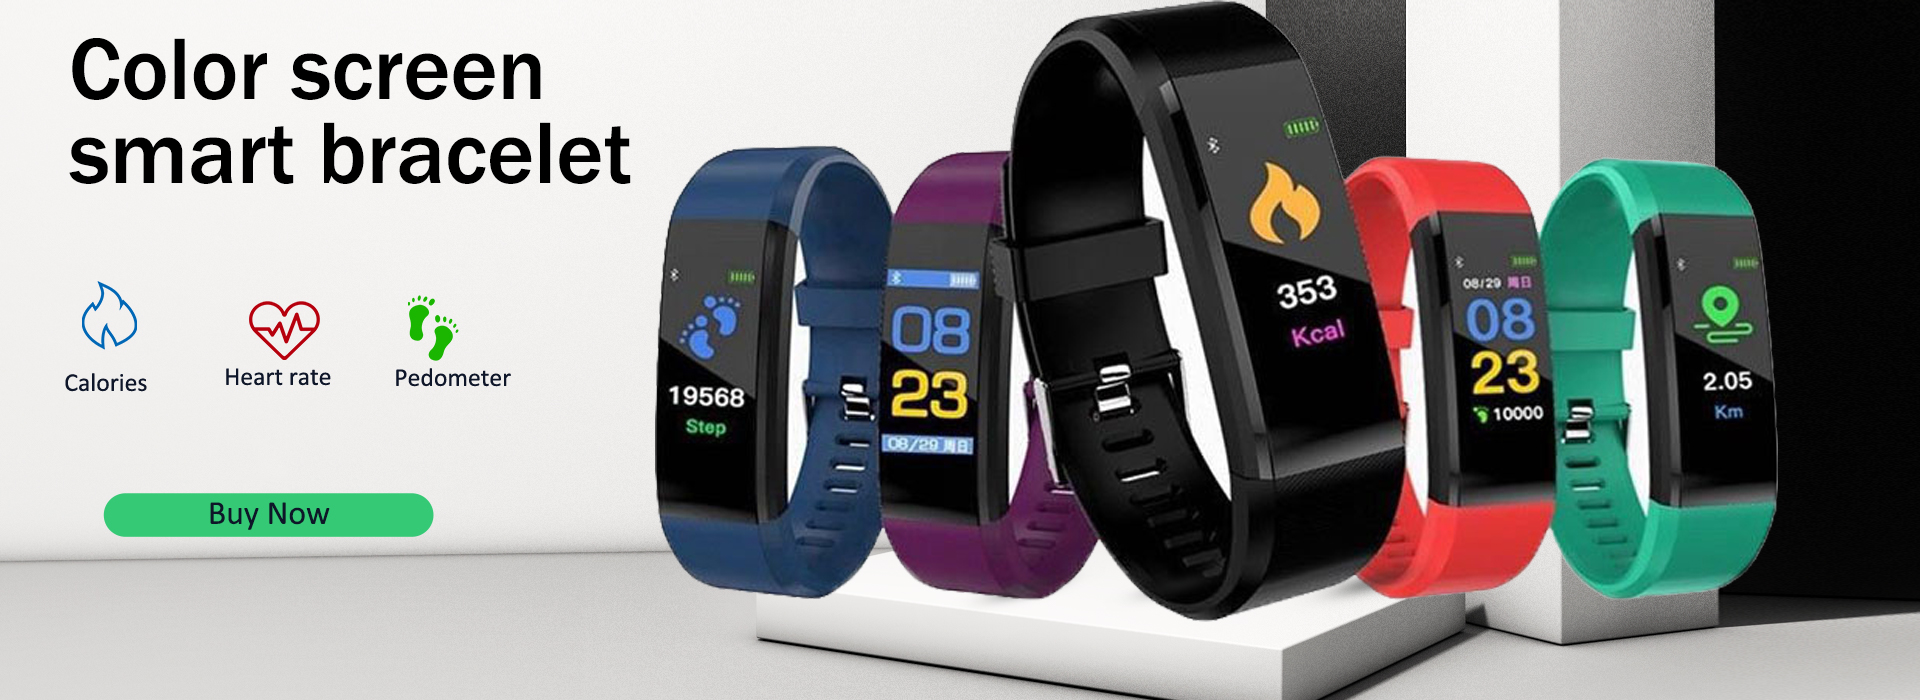 Color screen
smart bracelet
Calories
Heart rate
Pedometer
Buy Now
19568
Step
08
23
08/29 周日
353
Kcal
08/29 周日
08
23
10000
2.05
Km